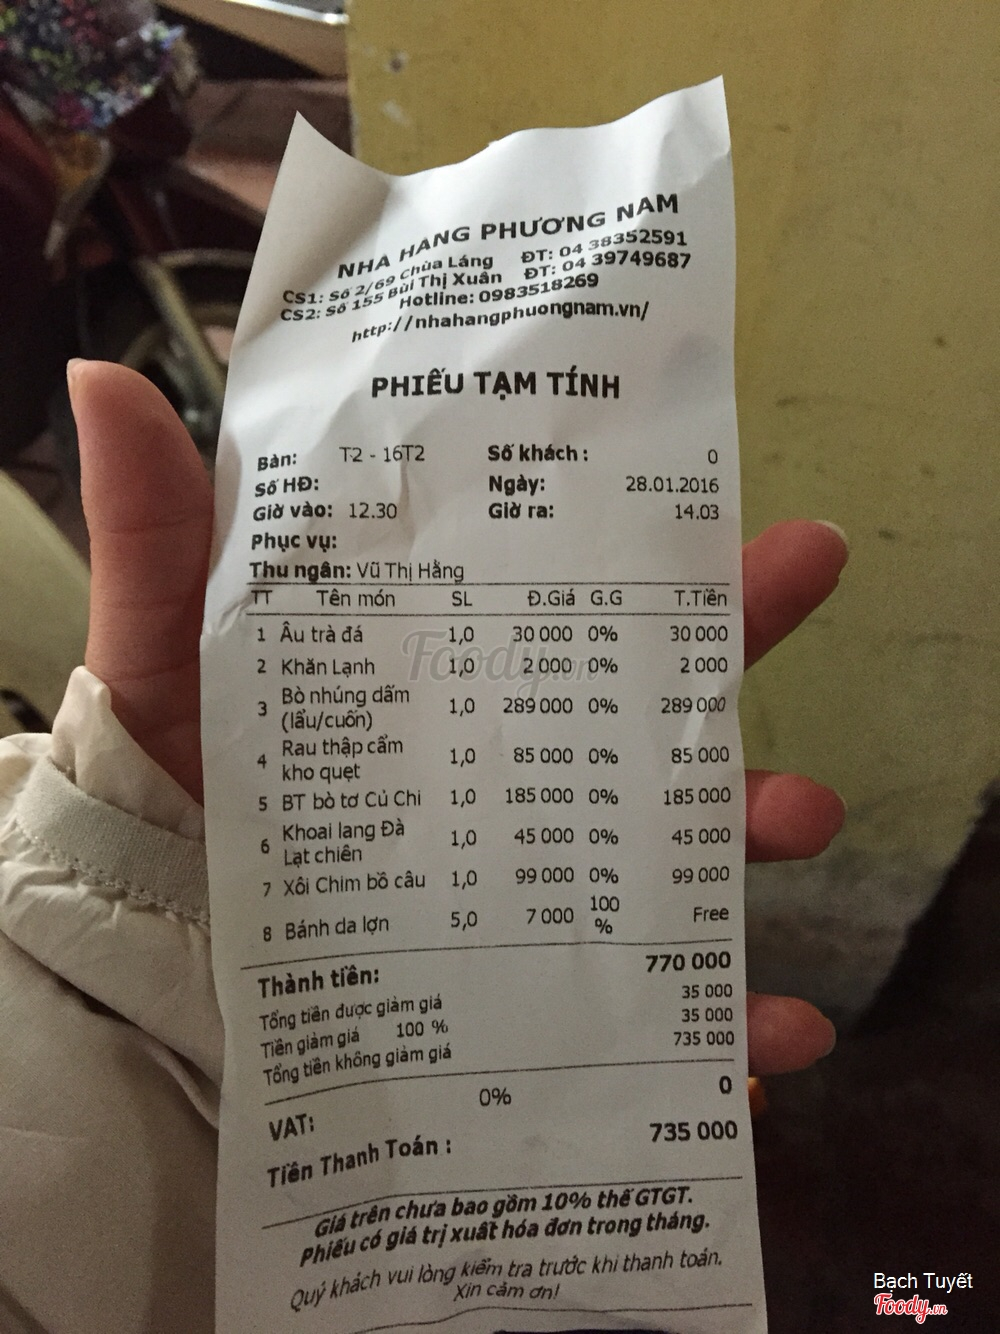 NHÀ HÀNG PHƯƠNG NAM
CS1: Số 2/69 Chùa Láng ĐT: 04 38352591
CS2: Số 155 Bùi Thị Xuân ĐT: 04 39749687
Hotline: 0983518269
http://nhahangphuongnam.vn/
PHIẾU TẠM TÍNH
Bàn: T2 - 16T2 Số khách : 0
Số HĐ: Ngày: 28.01.2016
Giờ vào: 12.30 Giờ ra: 14.03
Phục vụ:
Thu ngân: Vũ Thị Hằng
TT Tên món SL Đ.Giá G.G T.Tiền
1 Âu trà đá 1,0 30 000 0% 30 000
2 Khăn Lạnh 1,0 2 000 0% 2 000
3 Bò nhúng dấm (lẩu/cuốn) 1,0 289 000 0% 289 000
4 Rau thập cẩm kho quẹt 1,0 85 000 0% 85 000
5 BT bò tơ Củ Chi 1,0 185 000 0% 185 000
6 Khoai lang Đà Lạt chiên 1,0 45 000 0% 45 000
7 Xôi Chim bồ câu 1,0 99 000 0% 99 000
8 Bánh da lợn 5,0 7 000 100 % Free
Thành tiền: 770 000
Tổng tiền được giảm giá 35 000
Tiền giảm giá 100 % 35 000
Tổng tiền không giảm giá 735 000
VAT: 0% 0
Tiền Thanh Toán : 735 000
Giá trên chưa bao gồm 10% thế GTGT.
Phiếu có giá trị xuất hóa đơn trong tháng.
Quý khách vui lòng kiểm tra trước khi thanh toán.
Xin cảm ơn!
Foody.vn
Bạch Tuyết
Foody.vn